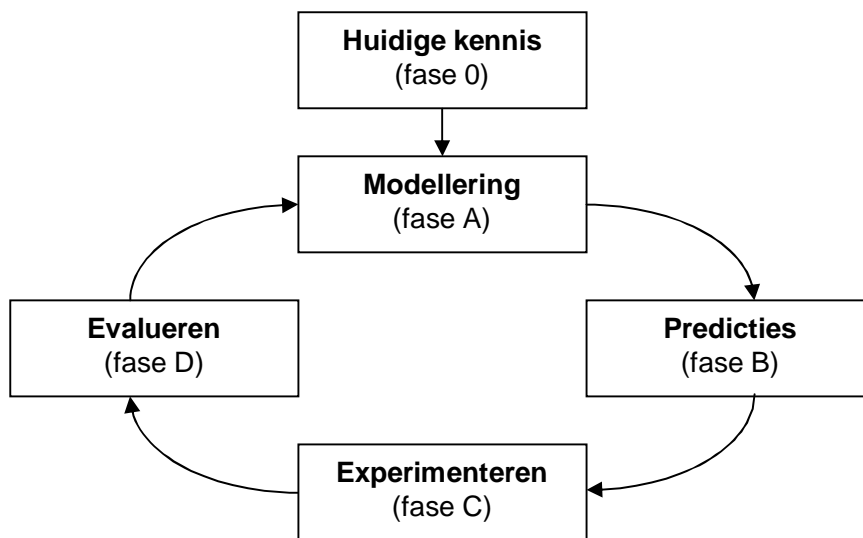 Huidige kennis
(fase 0)
Modellering
(fase A)
Evalueren
(fase D)
Predicties
(fase B)
Experimenteren
(fase C)